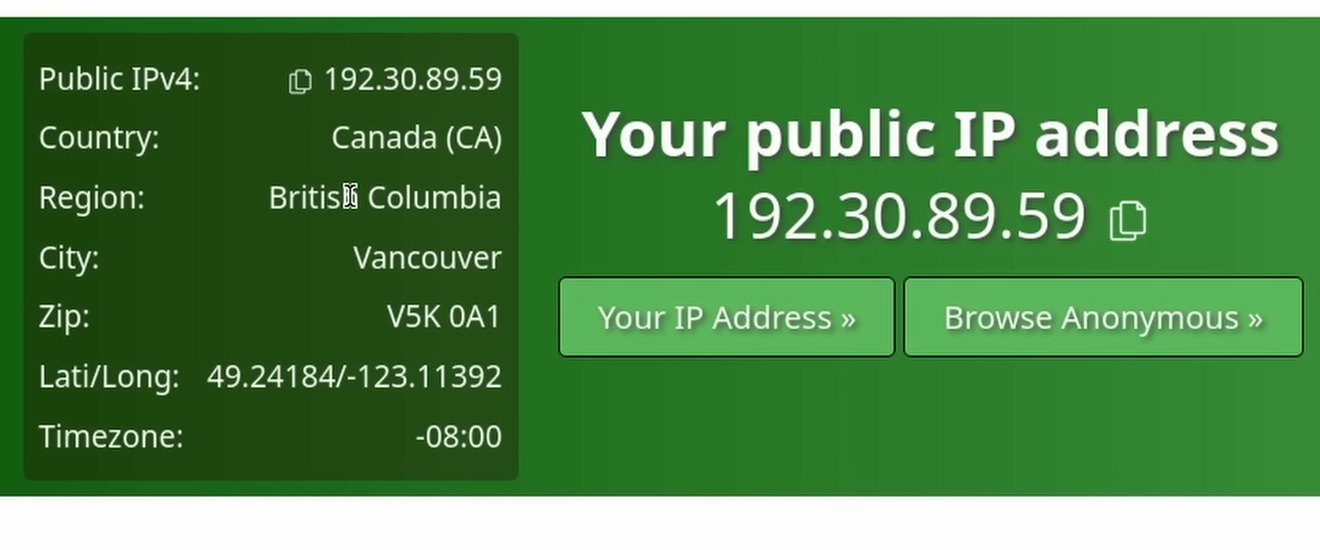 Public IPv4: 192.30.89.59
Country: Canada (CA)
Region: British Columbia
City: Vancouver
Zip: V5K 0A1
Lati/Long: 49.24184/-123.11392
Timezone: -08:00
Your public IP address
192.30.89.59
Your IP Address » Browse Anonymous »